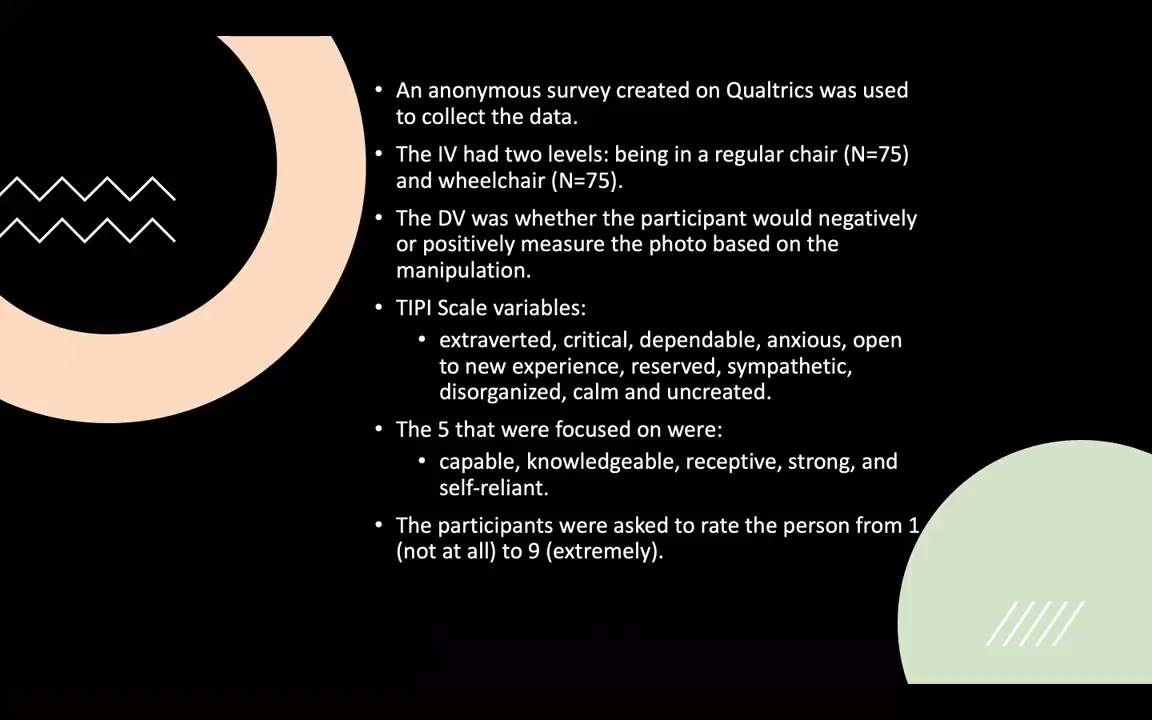 • An anonymous survey created on Qualtrics was used
to collect the data.
• The IV had two levels: being in a regular chair (N=75)
and wheelchair (N=75).
• The DV was whether the participant would negatively
or positively measure the photo based on the
manipulation.
• TIPI Scale variables:
• extraverted, critical, dependable, anxious, open
to new experience, reserved, sympathetic,
disorganized, calm and uncreated.
• The 5 that were focused on were:
• capable, knowledgeable, receptive, strong, and
self-reliant.
• The participants were asked to rate the person from 1
(not at all) to 9 (extremely).